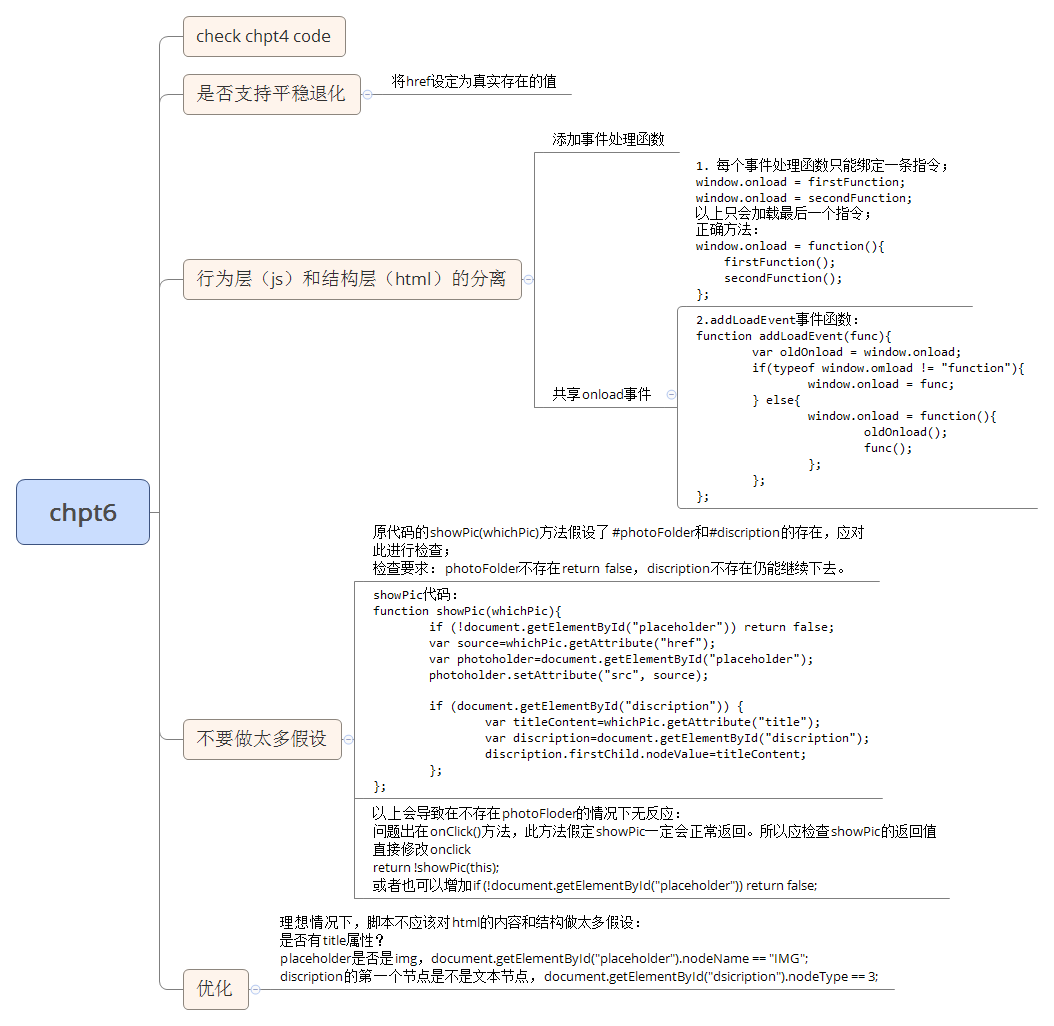 check chpt4 code
是否支持平稳退化
将href设定为真实存在的值
添加事件处理函数
1. 每个事件处理函数只能绑定一条指令；
window.onload = firstFunction;
window.onload = secondFunction;
以上只会加载最后一个指令；
正确方法：
window.onload = function(){
    firstFunction();
    secondFunction();
};
行为层（js）和结构层（html）的分离
2.addLoadEvent事件函数：
function addLoadEvent(func){
        var oldOnload = window.onload;
        if(typeof window.omload != "function"){
                window.onload = func;
        } else{
                window.onload = function(){
                        oldOnload();
                        func();
                };
        };
};
共享onload事件
chpt6
原代码的showPic(whichPic)方法假设了 #photoFolder和#discription的存在，应对
此进行检查；
检查要求：photoFolder不存在return false，discription不存在仍能继续下去。
showPic代码：
function showPic(whichPic){
        if (!document.getElementById("placeholder")) return false;
        var source=whichPic.getAttribute("href");
        var photoholder=document.getElementById("placeholder");
        photoholder.setAttribute("src", source);
        if (document.getElementById("discription")) {
                var titleContent=whichPic.getAttribute("title");
                var discription=document.getElementById("discription");
                discription.firstChild.nodeValue=titleContent;
        };
};
不要做太多假设
以上会导致在不存在photoFloder的情况下无反应：
问题出在onClick()方法，此方法假定showPic一定会正常返回。所以应检查showPic的返回值
直接修改onclick
return !showPic(this);
或者也可以增加if (!document.getElementById("placeholder")) return false;
理想情况下，脚本不应该对html的内容和结构做太多假设：
是否有title属性？
placeholder是否是img，document.getElementById("placeholder").nodeName == "IMG";
discription的第一个节点是不是文本节点，document.getElementById("dsicription").nodeType == 3;
优化